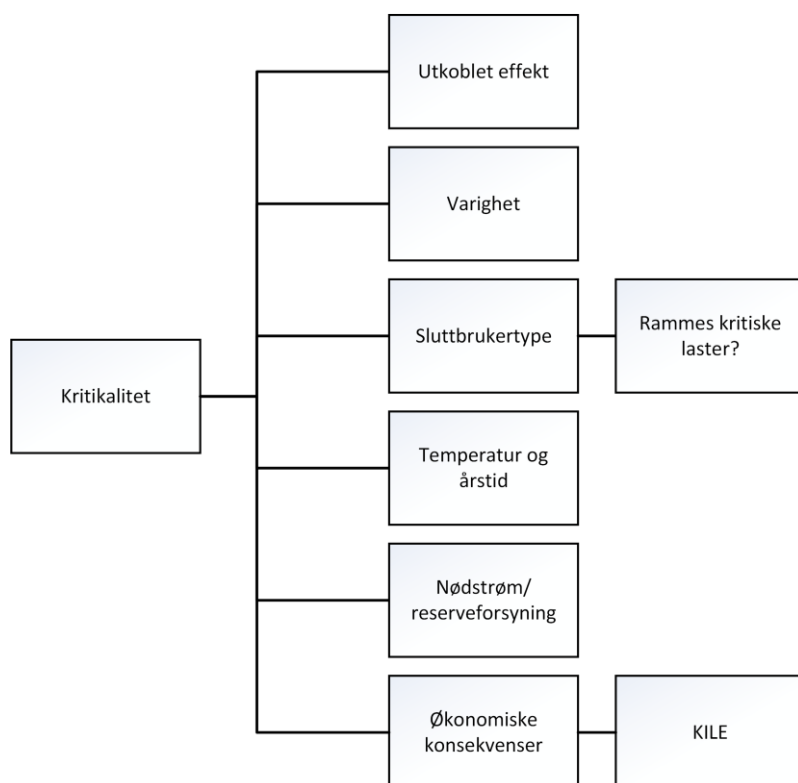 Utkoblet effekt
Varighet
Sluttbrukertype
Rammes kritiske
laster?
Kritikalitet
Temperatur og
årstid
Nødstrøm/
reserveforsyning
Økonomiske
konsekvenser
KILE